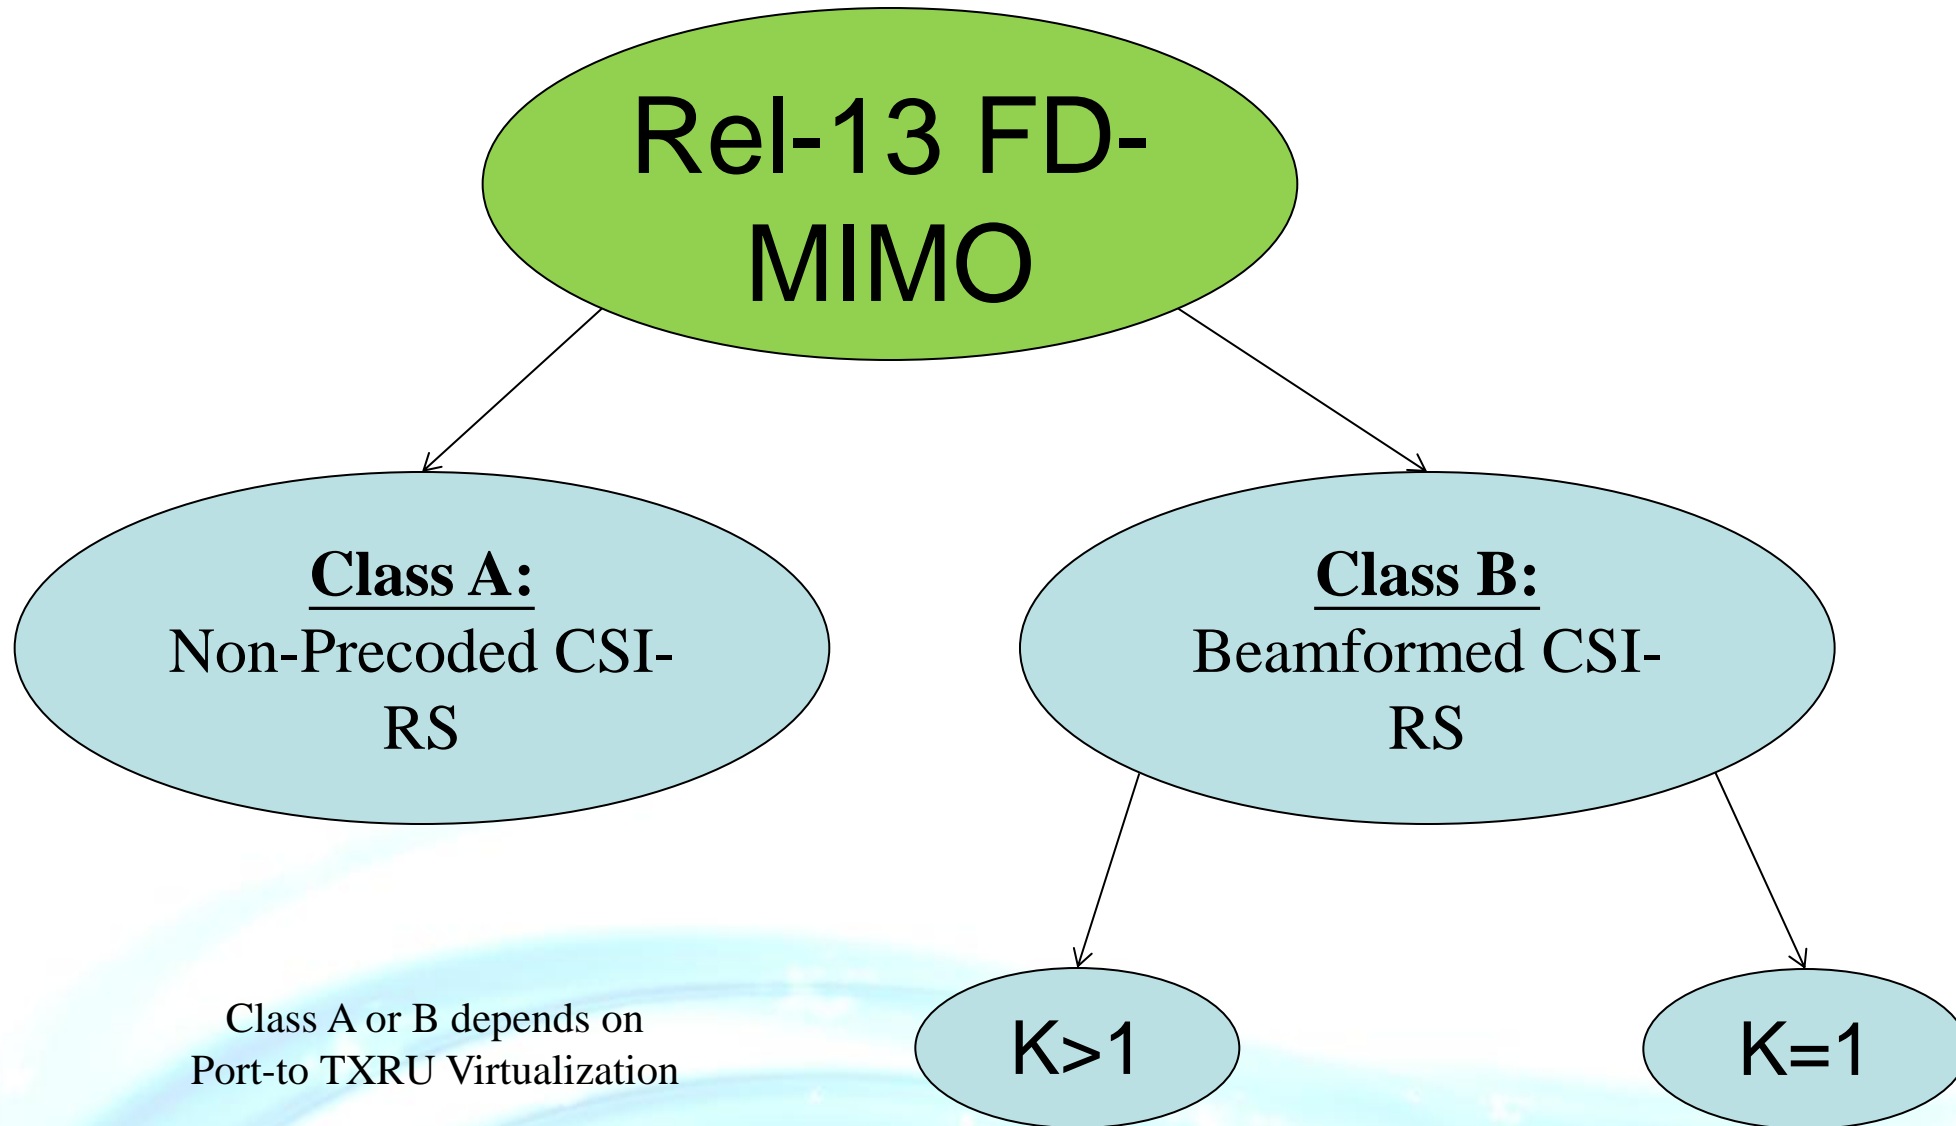 Rel-13 FD-
MIMO
Class A:
Non-Precoded CSI-
RS
Class B:
Beamformed CSI-
RS
Class A or B depends on
Port-to TXRU Virtualization
K>1
K=1